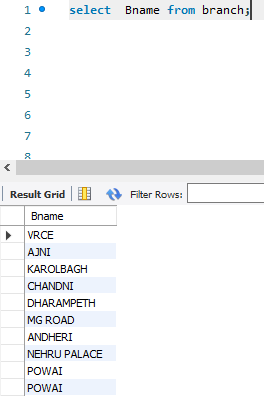 1 select  Bname from branch;
2
3
4
5
6
7
8
Result Grid Filter Rows:
Bname
VRCE
AJNI
KAROLBAGH
CHANDNI
DHARAMPETH
MG ROAD
ANDHERI
NEHRU PALACE
POWAI
POWAI